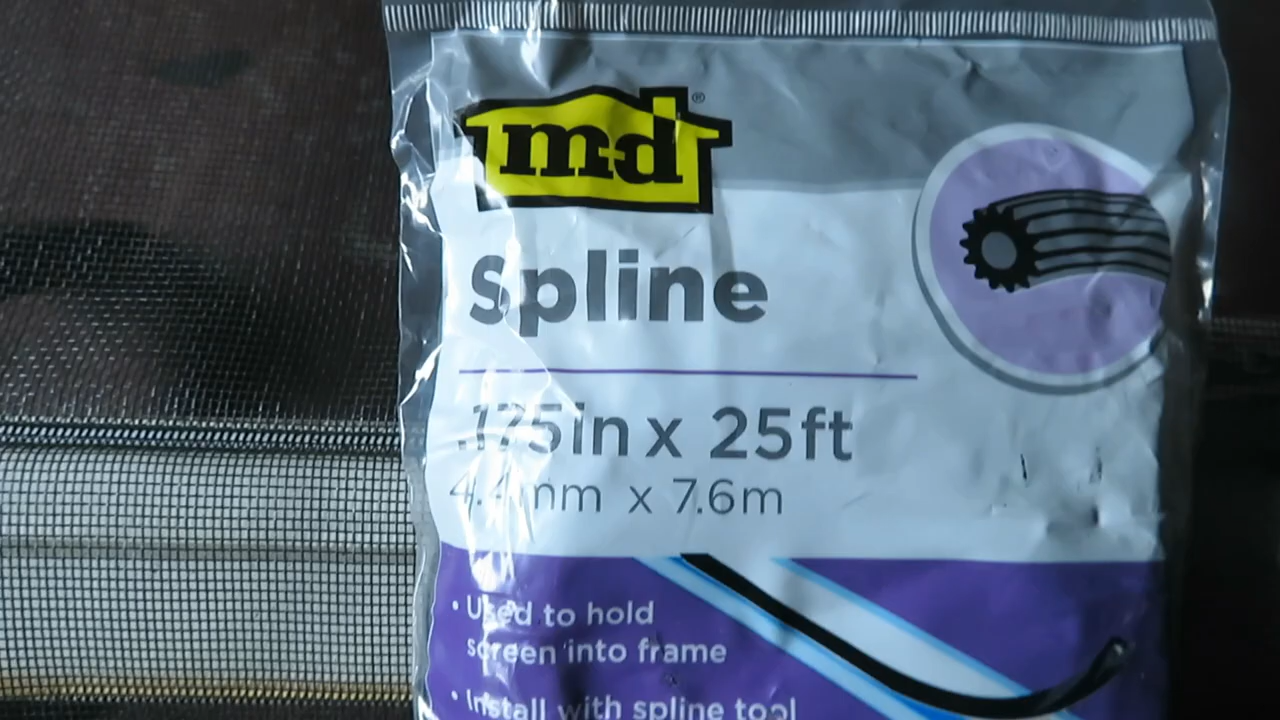 md®
Spline
.175in x 25ft
4.4mm x 7.6m
• Used to hold
screen into frame
• Install with spline tool